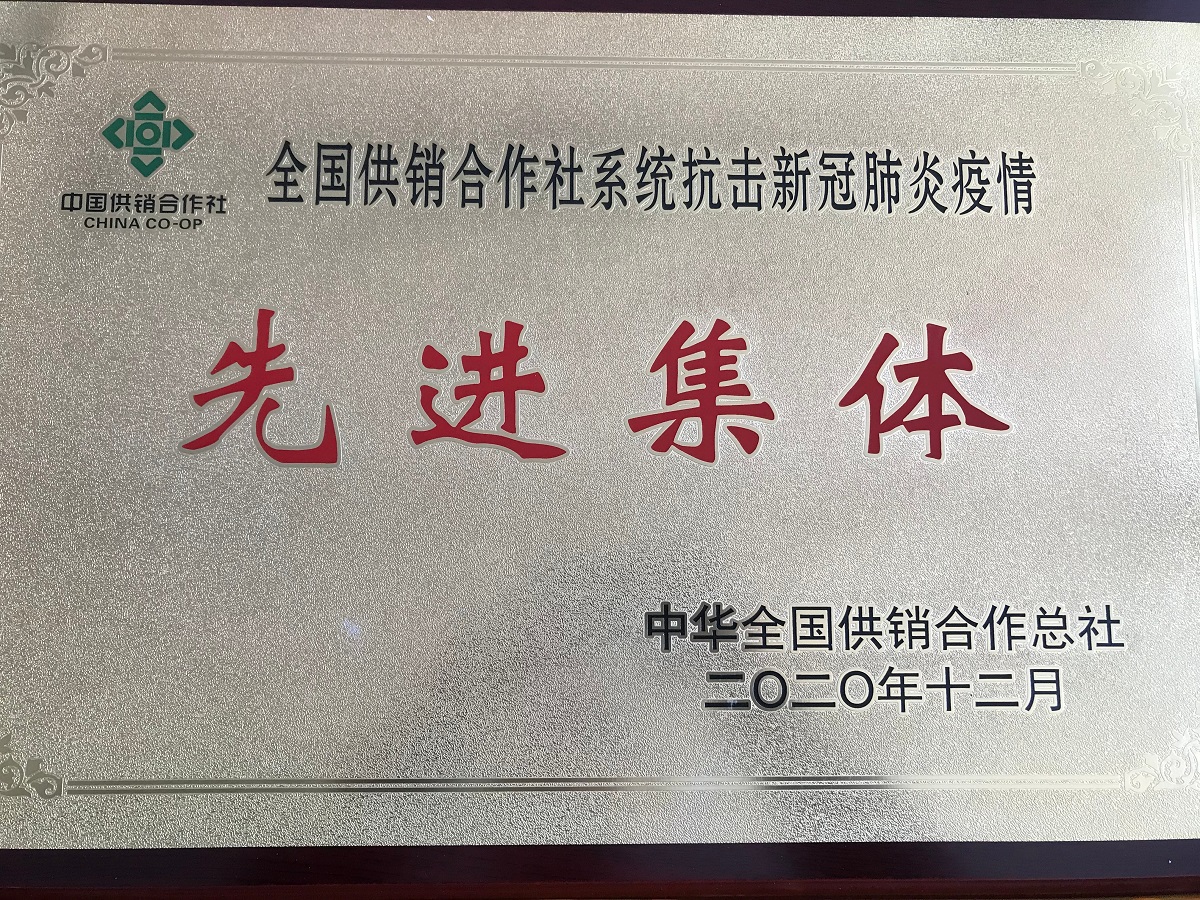 中国供销合作社
CHINA CO-OP
全国供销合作社系统抗击新冠肺炎疫情
先进集体
中华全国供销合作总社
二〇二〇年十二月